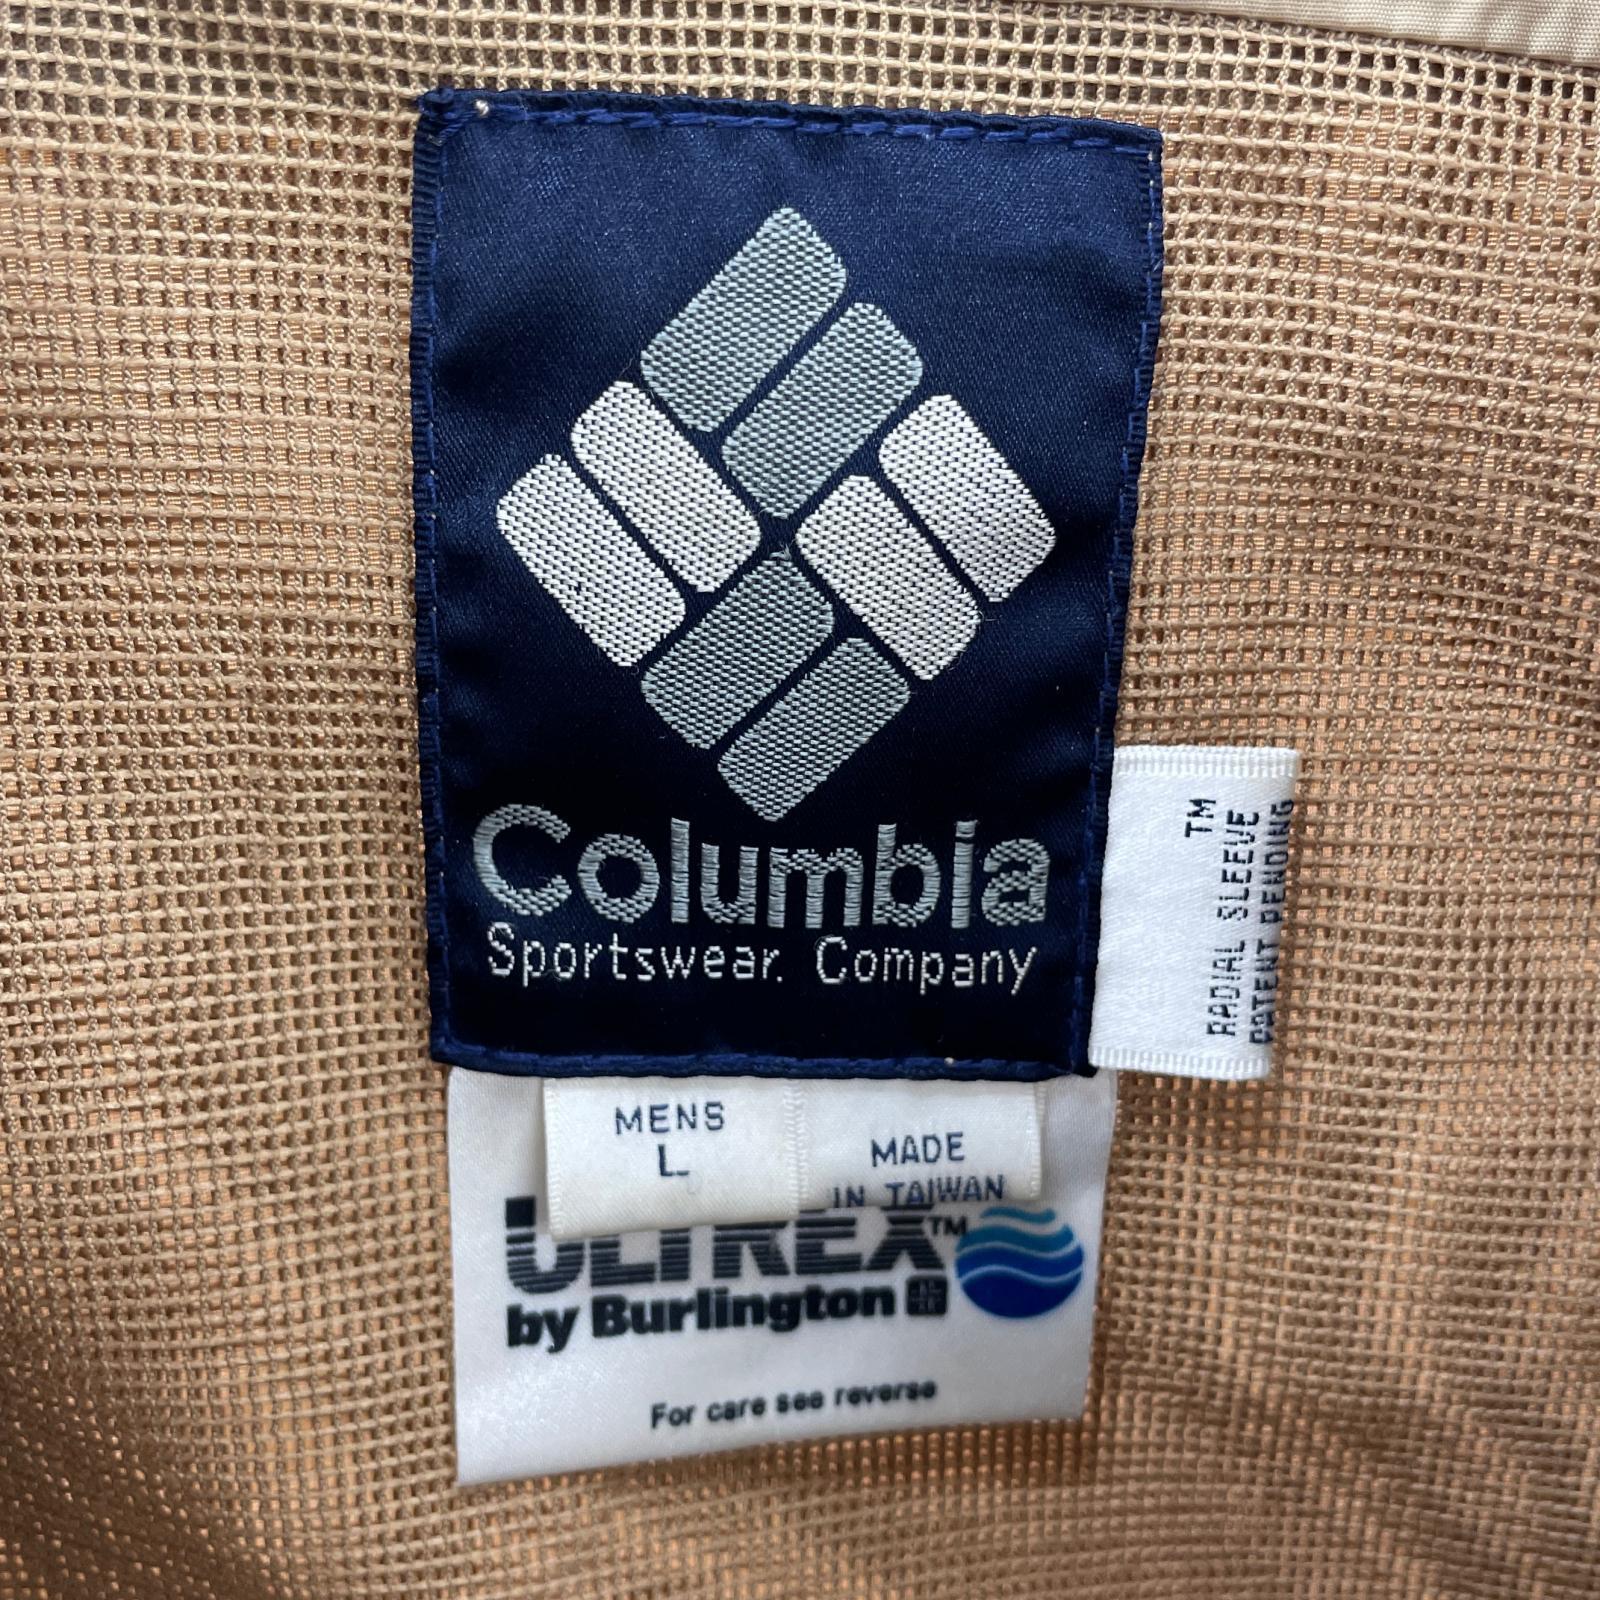 Columbia
Sportswear. Company
TM
RADIAL SLEEVE
PATENT PENDING
MENS
L
MADE
IN TAIWAN
ULTREX™
by Burlington
For care see reverse